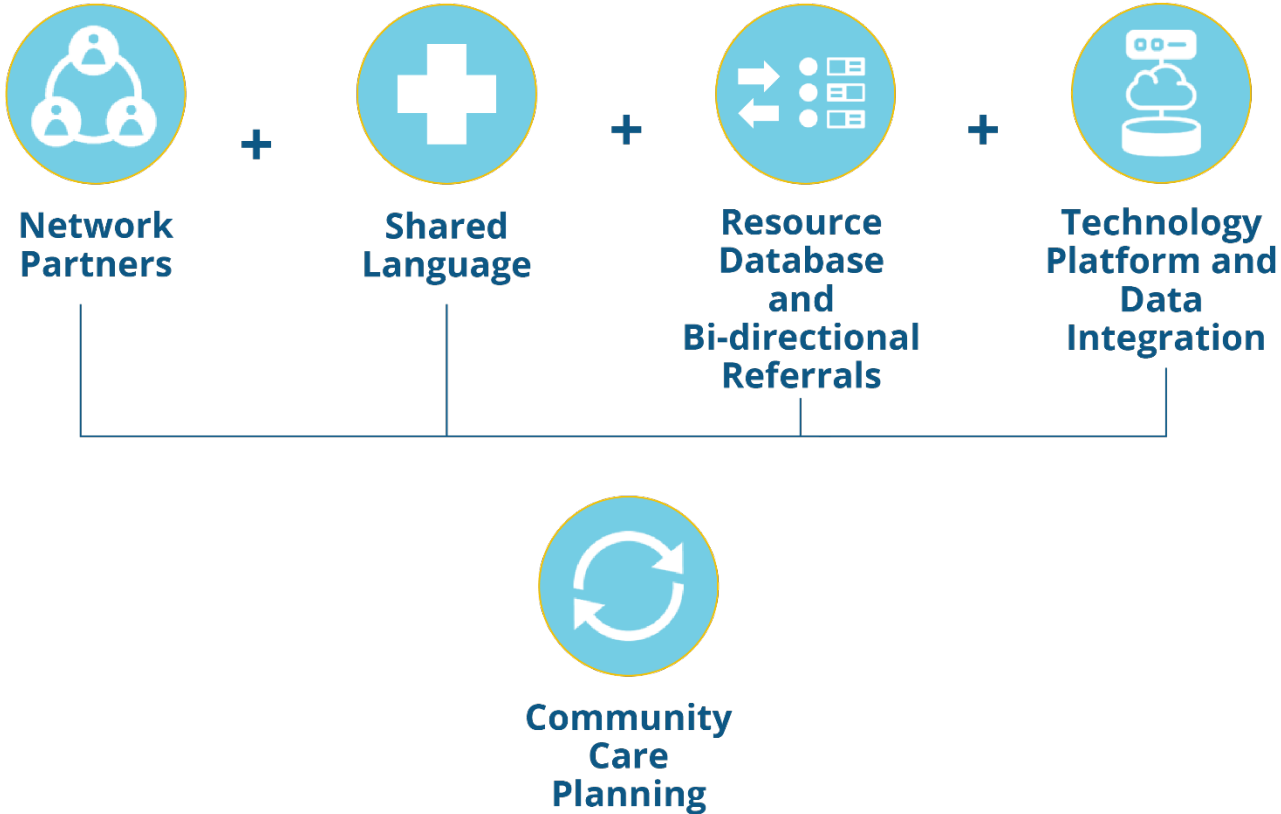 Network
Partners
+
Shared
Language
+
Resource
Database
and
Bi-directional
Referrals
+
Technology
Platform and
Data
Integration
Community
Care
Planning